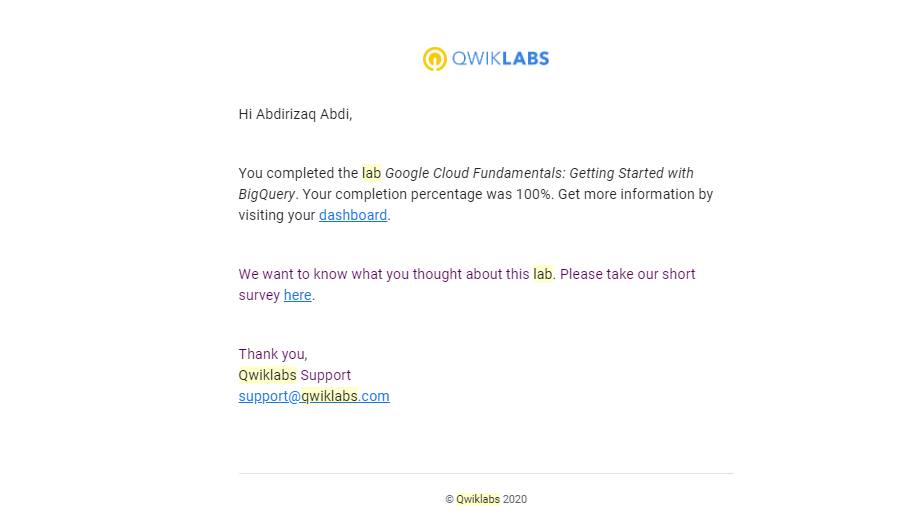 QWIKLABS
Hi Abdirizaq Abdi,
You completed the lab Google Cloud Fundamentals: Getting Started with
BigQuery. Your completion percentage was 100%. Get more information by
visiting your dashboard.
We want to know what you thought about this lab. Please take our short
survey here.
Thank you,
Qwiklabs Support
support@qwiklabs.com
© Qwiklabs 2020